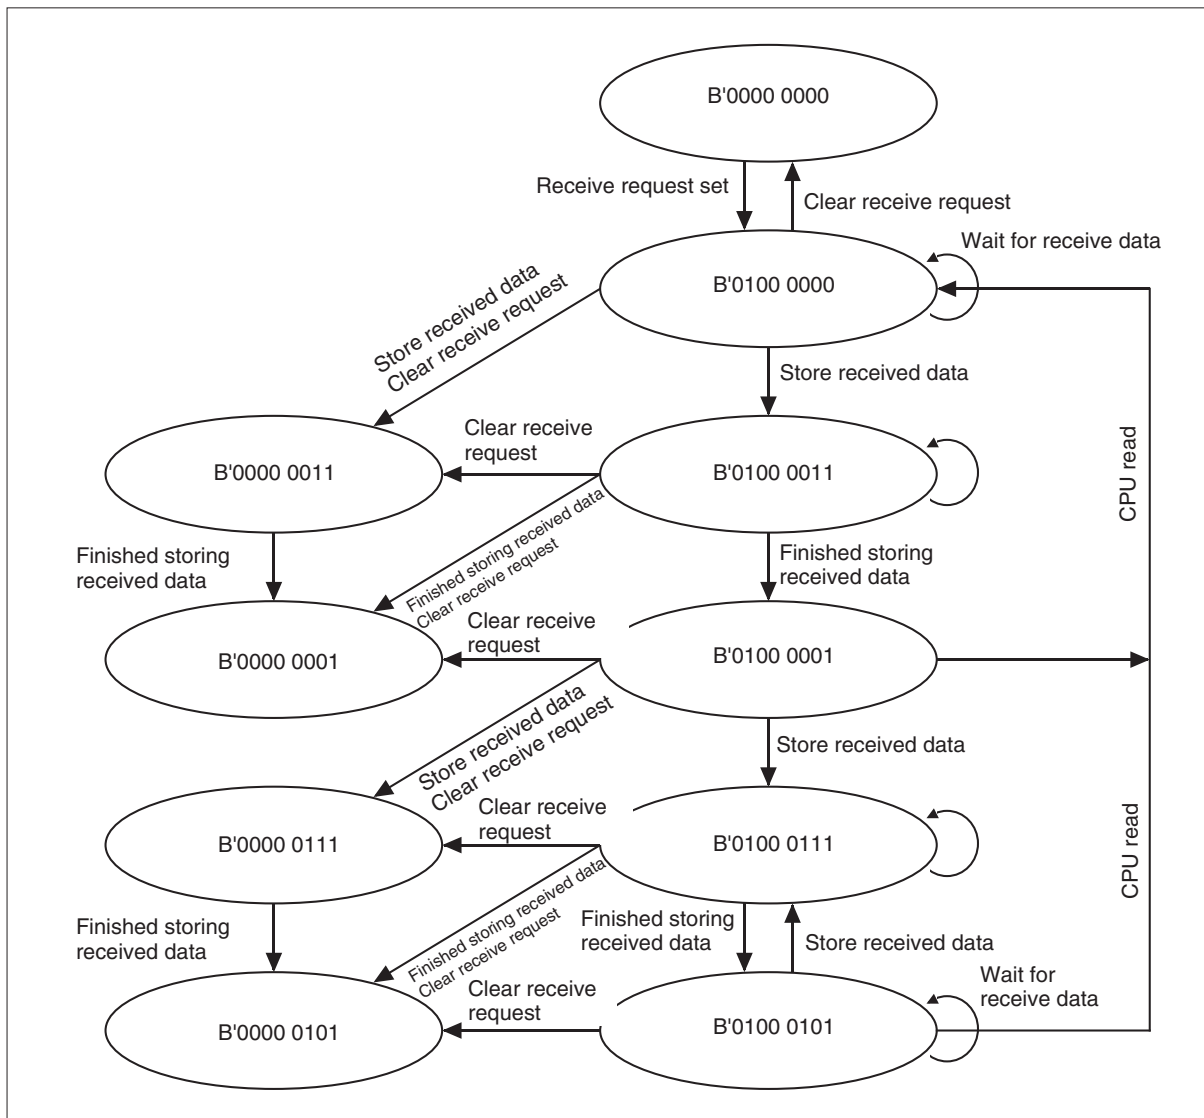 B'0000 0000
Receive request set
Clear receive request
Wait for receive data
B'0100 0000
Store received data
Clear receive request
Store received data
Clear receive
request
B'0000 0011
B'0100 0011
CPU read
Finished storing
received data
Finished storing received data
Clear receive request
Finished storing
received data
Clear receive
request
B'0000 0001
B'0100 0001
Store received data
Clear receive request
Store received data
Clear receive
request
B'0000 0111
B'0100 0111
CPU read
Finished storing
received data
Finished storing received data
Clear receive request
Finished storing
received data
Store received data
Clear receive
request
Wait for
receive data
B'0000 0101
B'0100 0101